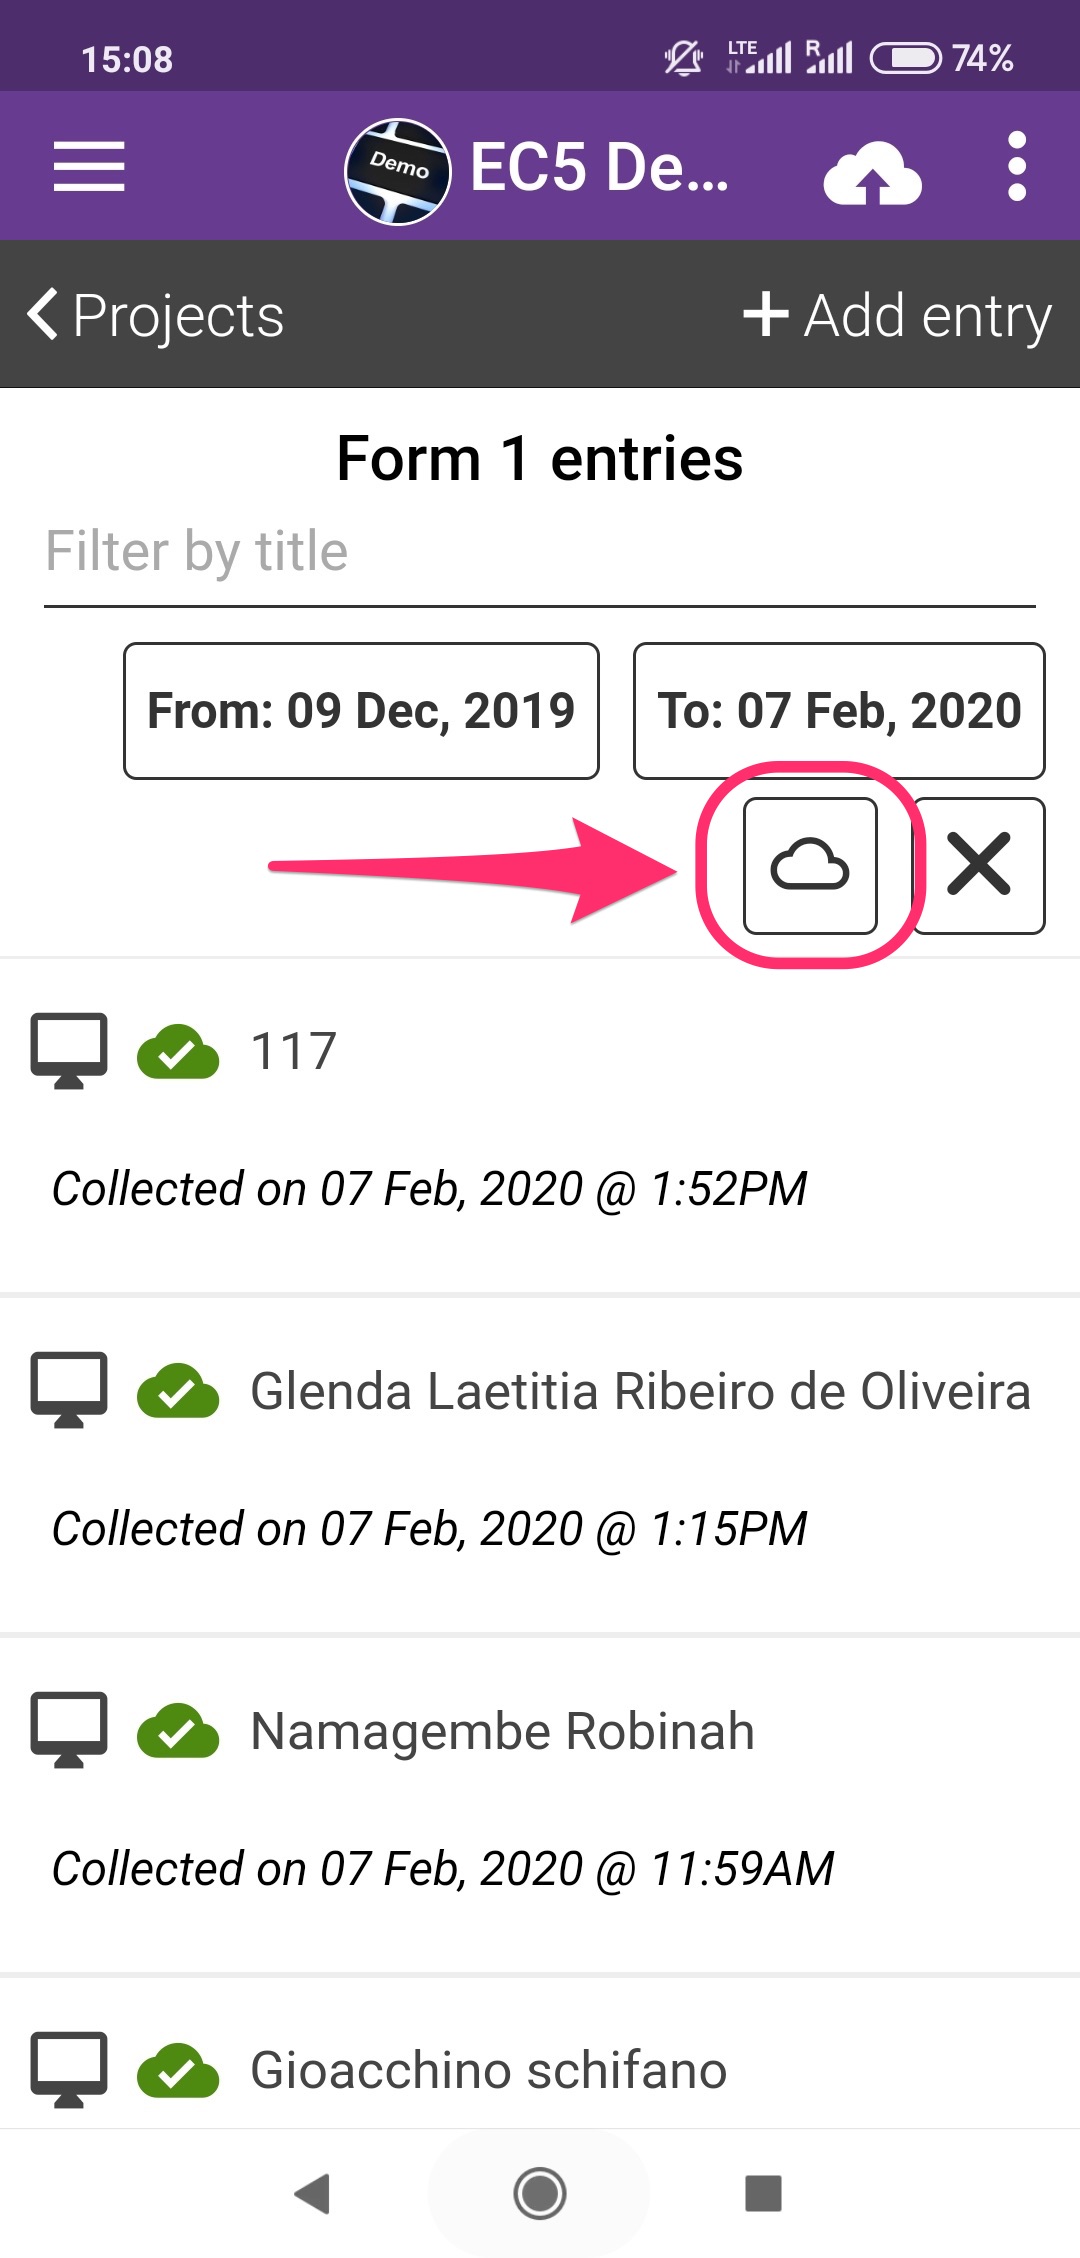 15:08
LTE R 74%
Demo
EC5 De...
Projects
Add entry
Form 1 entries
Filter by title
From: 09 Dec, 2019
To: 07 Feb, 2020
117
Collected on 07 Feb, 2020 @ 1:52PM
Glenda Laetitia Ribeiro de Oliveira
Collected on 07 Feb, 2020 @ 1:15PM
Namagembe Robinah
Collected on 07 Feb, 2020 @ 11:59AM
Gioacchino schifano